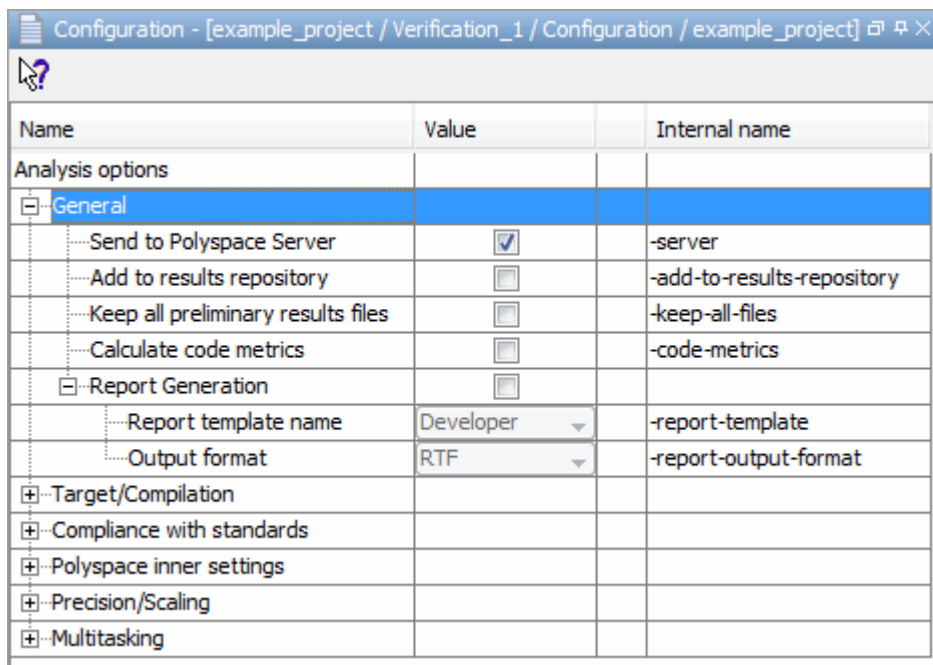 Configuration - [example_project / Verification_1 / Configuration / example_project]
Name Value Internal name
Analysis options
General
Send to Polyspace Server -server
Add to results repository -add-to-results-repository
Keep all preliminary results files -keep-all-files
Calculate code metrics -code-metrics
Report Generation
Report template name Developer -report-template
Output format RTF -report-output-format
Target/Compilation
Compliance with standards
Polyspace inner settings
Precision/Scaling
Multitasking